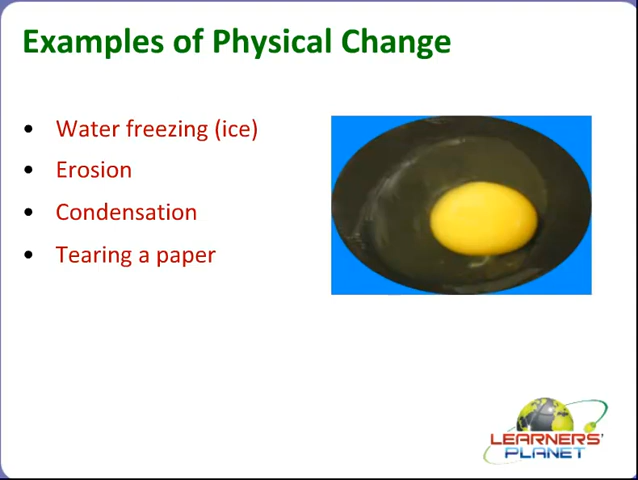 Examples of Physical Change
• Water freezing (ice)
• Erosion
• Condensation
• Tearing a paper
LEARNERS'
PLANET